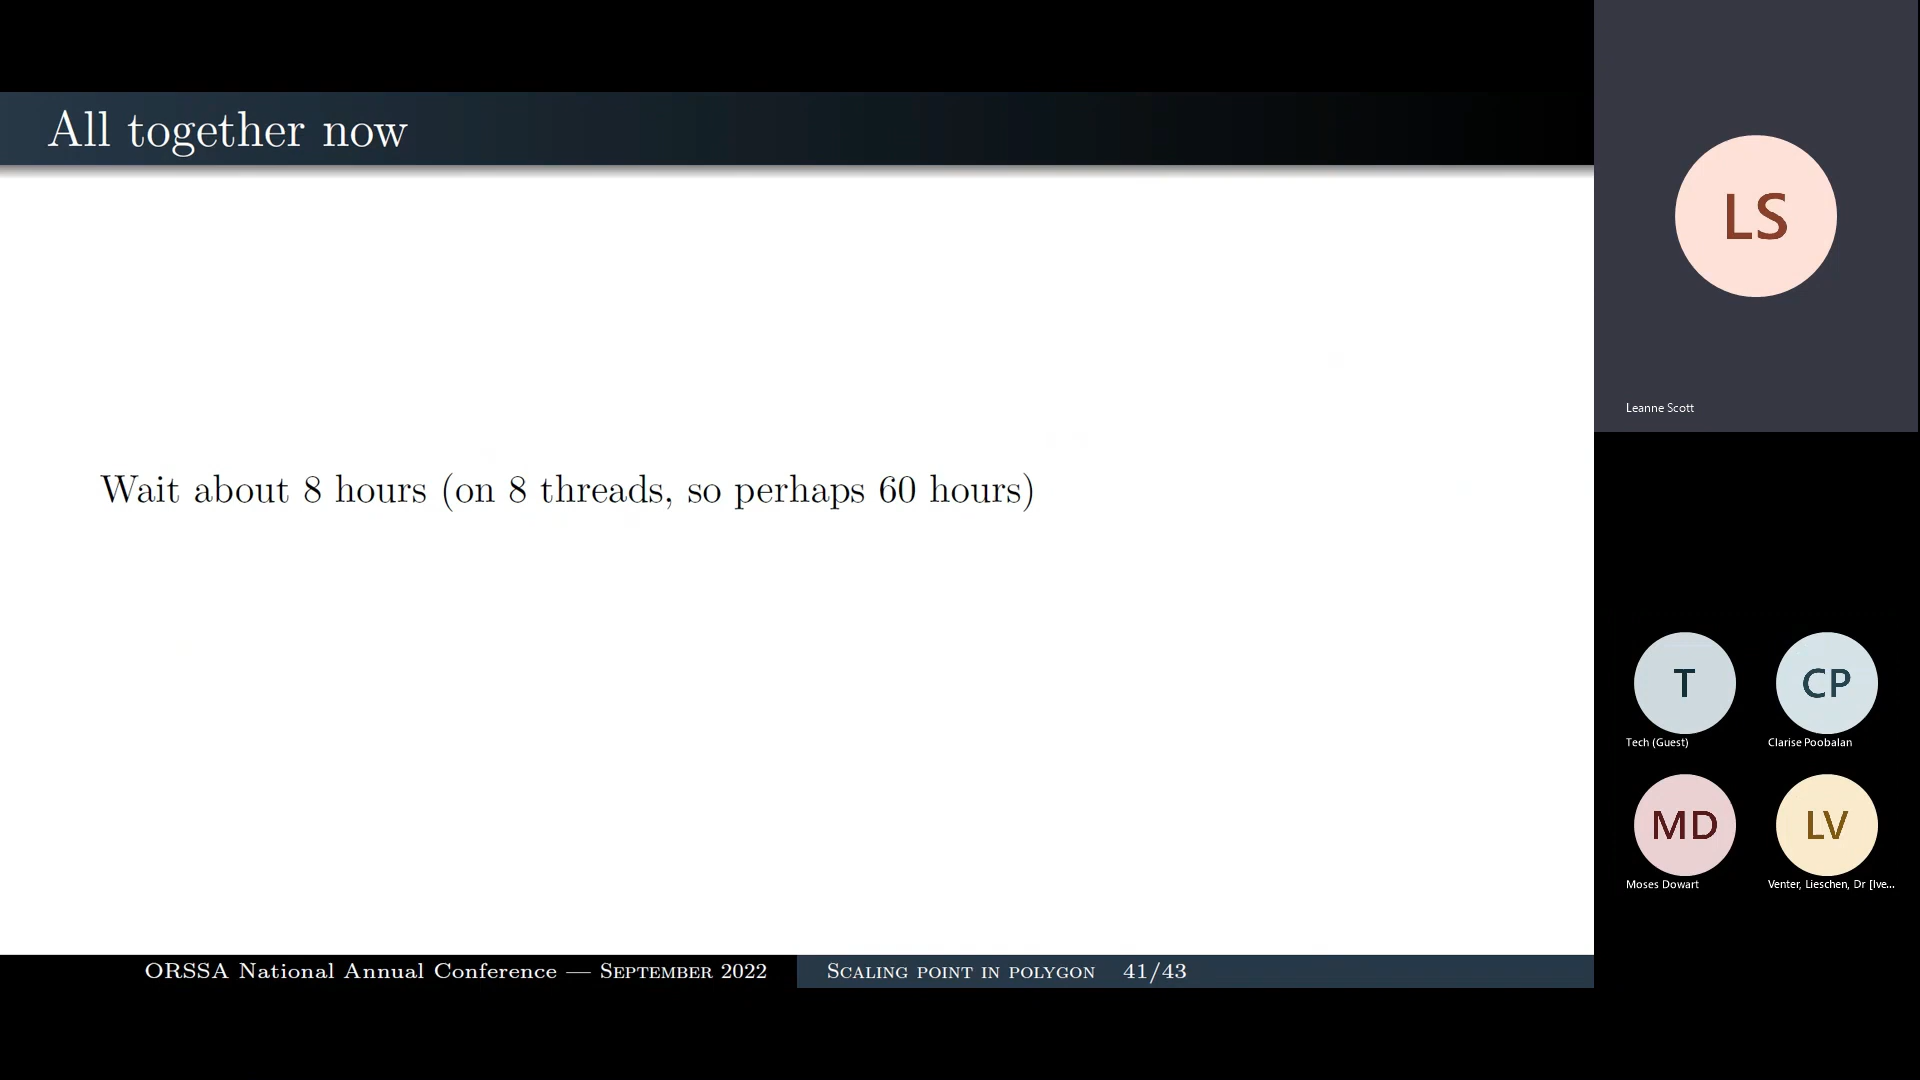 All together now
Wait about 8 hours (on 8 threads, so perhaps 60 hours)
ORSSA National Annual Conference — September 2022
Scaling point in polygon 41/43
LS
Leanne Scott
T
CP
Tech (Guest)
Clarise Poobalan
MD
LV
Moses Dowart
Venter, Lieschen, Dr [lve...